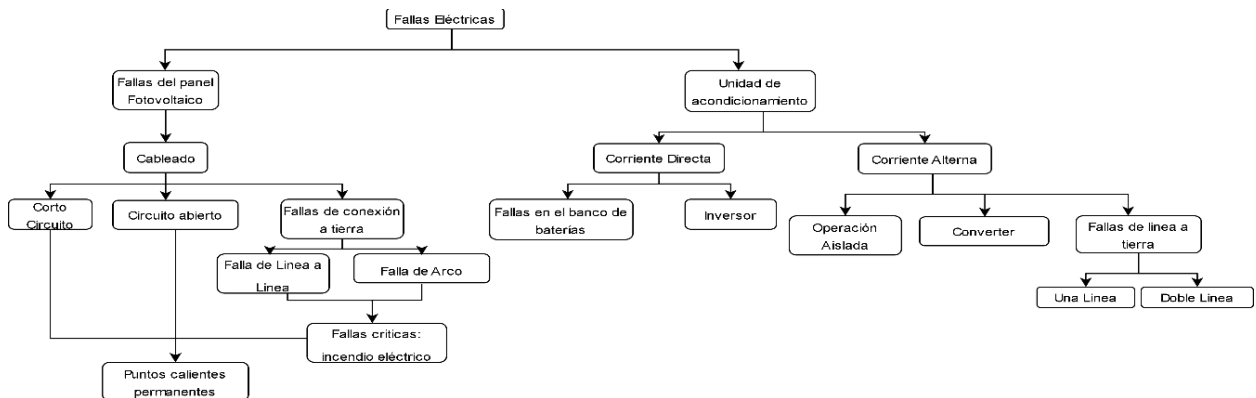 Fallas Eléctricas
Fallas del panel
Fotovoltaico
Unidad de
acondicionamiento
Cableado
Corriente Directa
Corriente Alterna
Corto
Circuito
Circuito abierto
Fallas de conexión
a tierra
Fallas en el banco de
baterías
Inversor
Operación
Aislada
Converter
Fallas de linea a
tierra
Falla de Linea a
Linea
Falla de Arco
Una Linea
Doble Linea
Fallas criticas:
incendio eléctrico
Puntos calientes
permanentes